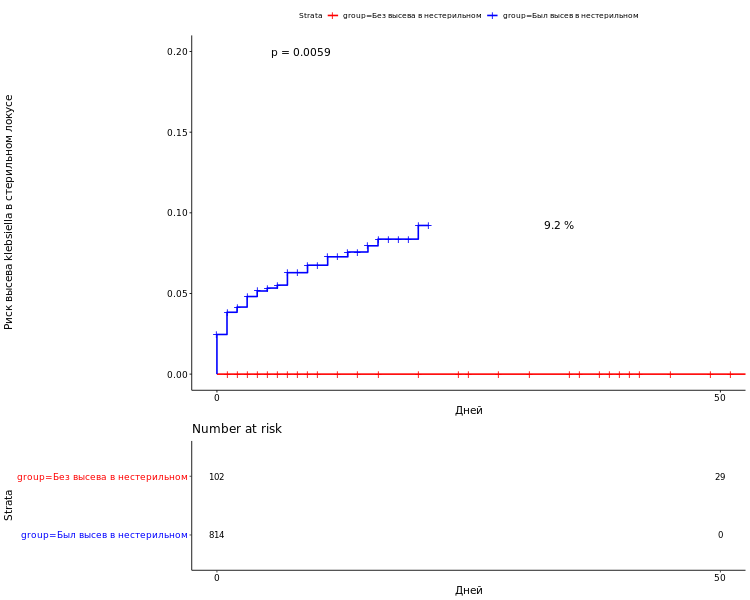 Strata group=Без высева в нестерильном group=Был высев в нестерильном
Риск высева klebsiella в стерильном локусе
0.20
p = 0.0059
0.15
0.10
9.2 %
0.05
0.00
0 50
Дней
Number at risk
Strata
group=Без высева в нестерильном 102 29
group=Был высев в нестерильном 814 0
0 50
Дней